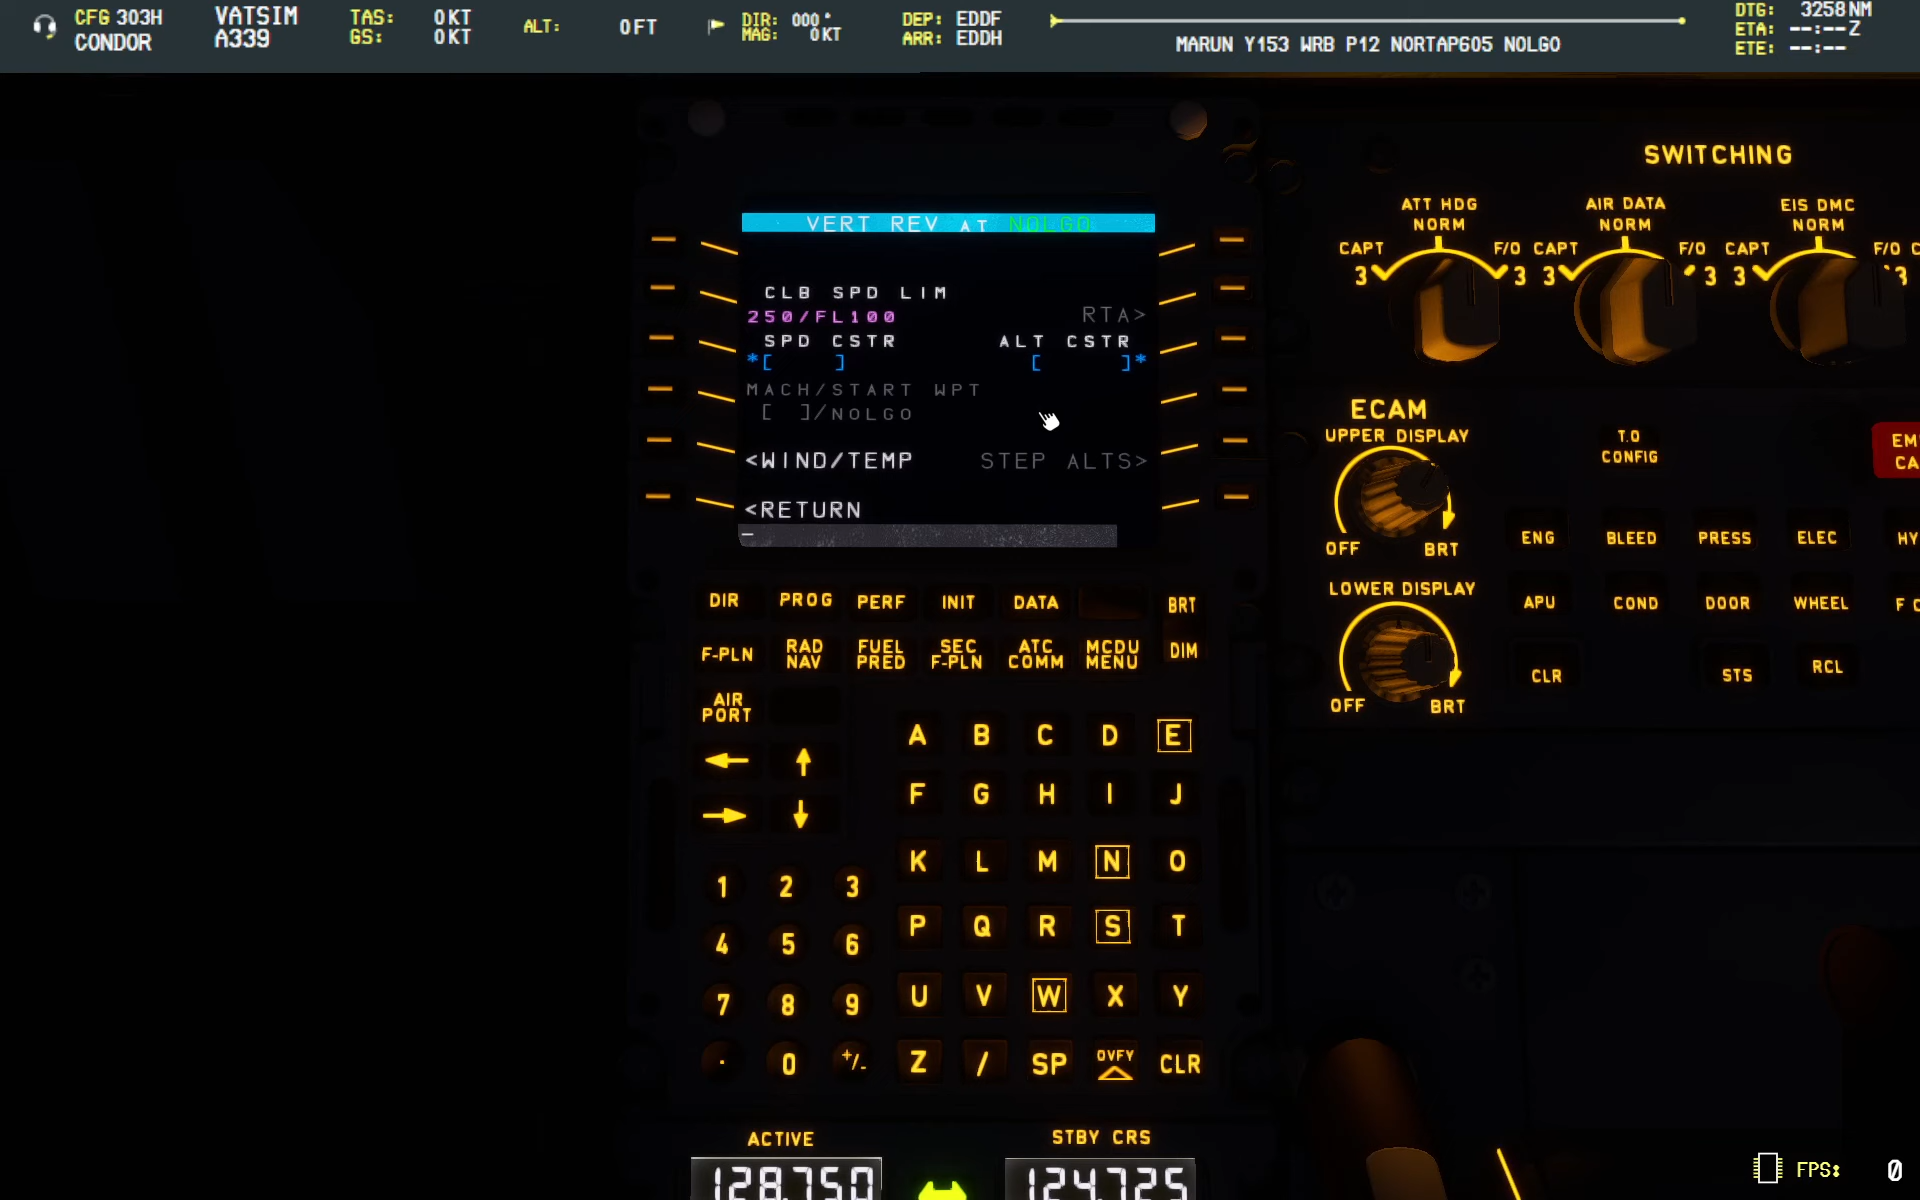 CFG 303H
CONDOR
VATSIM
A339
TAS: 0KT
GS: 0KT
ALT: 0FT
DIR: 000°
MAG: 0KT
DEP: EDDF
ARR: EDDH
MARUN Y153 WRB P12 NORTAP605 NOLGO
DTG: 3258NM
ETA: --:--Z
ETE: --:--
VERT REV AT NOLGO
CLB SPD LIM
250/FL100 RTA>
SPD CSTR ALT CSTR
*[ ] [ ]*
MACH/START WPT
[ ]/NOLGO
<WIND/TEMP STEP ALTS>
<RETURN
DIR PROG PERF INIT DATA BRT
F-PLN RAD NAV FUEL PRED SEC F-PLN ATC COMM MCDU MENU DIM
AIR PORT
A B C D E
F G H I J
K L M N O
1 2 3
P Q R S T
4 5 6
U V W X Y
7 8 9
Z / SP OVFY CLR
. 0 +/-
ACTIVE STBY CRS
128.750 124.725
SWITCHING
ATT HDG AIR DATA EIS DMC
NORM NORM NORM
CAPT F/O CAPT F/O CAPT F/O
3 3 3 3 3 3
ECAM
UPPER DISPLAY
OFF BRT
LOWER DISPLAY
OFF BRT
T.O
CONFIG
ENG BLEED PRESS ELEC
APU COND DOOR WHEEL
CLR STS RCL
FPS: 0